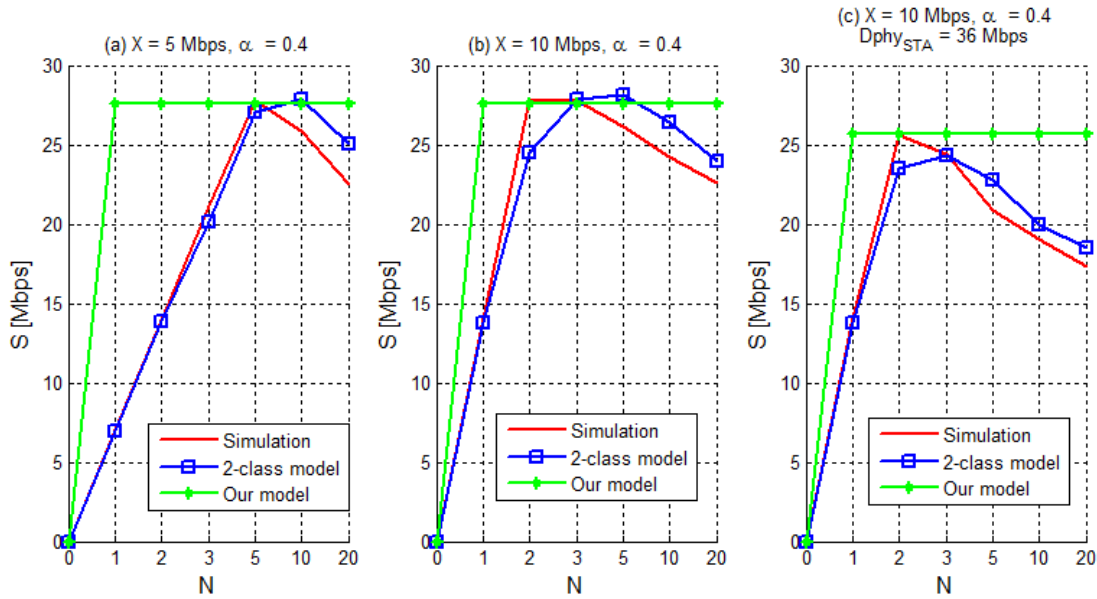 (a) X = 5 Mbps, α = 0.4
30
25
20
15
10
5
0
S [Mbps]
0 1 2 3 5 10 20
N
Simulation
2-class model
Our model
(b) X = 10 Mbps, α = 0.4
30
25
20
15
10
5
0
S [Mbps]
0 1 2 3 5 10 20
N
Simulation
2-class model
Our model
(c) X = 10 Mbps, α = 0.4
Dphy_STA = 36 Mbps
30
25
20
15
10
5
0
S [Mbps]
0 1 2 3 5 10 20
N
Simulation
2-class model
Our model